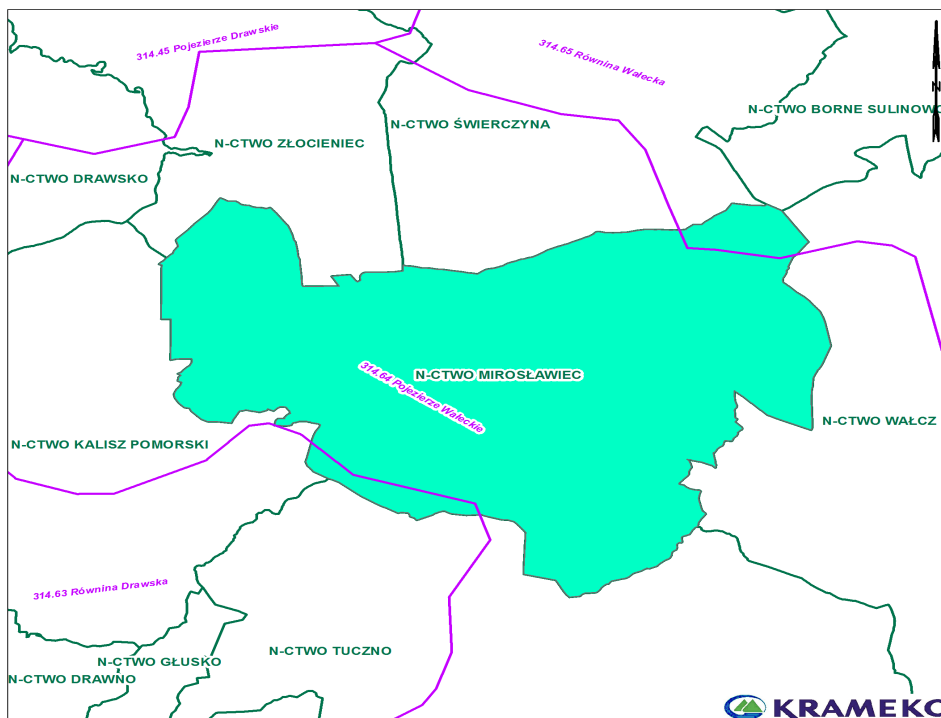 314.45 Pojezierze Drawskie
314.65 Równina Wałecka
N
N-CTWO BORNE SULINOWO
N-CTWO ŚWIERCZYNA
N-CTWO ZŁOCIENIEC
N-CTWO DRAWSKO
N-CTWO MIROSŁAWIEC
314.64 Pojezierze Wałeckie
N-CTWO WAŁCZ
N-CTWO KALISZ POMORSKI
314.63 Równina Drawska
N-CTWO TUCZNO
N-CTWO GŁUSKO
N-CTWO DRAWNO
KRAMEKO